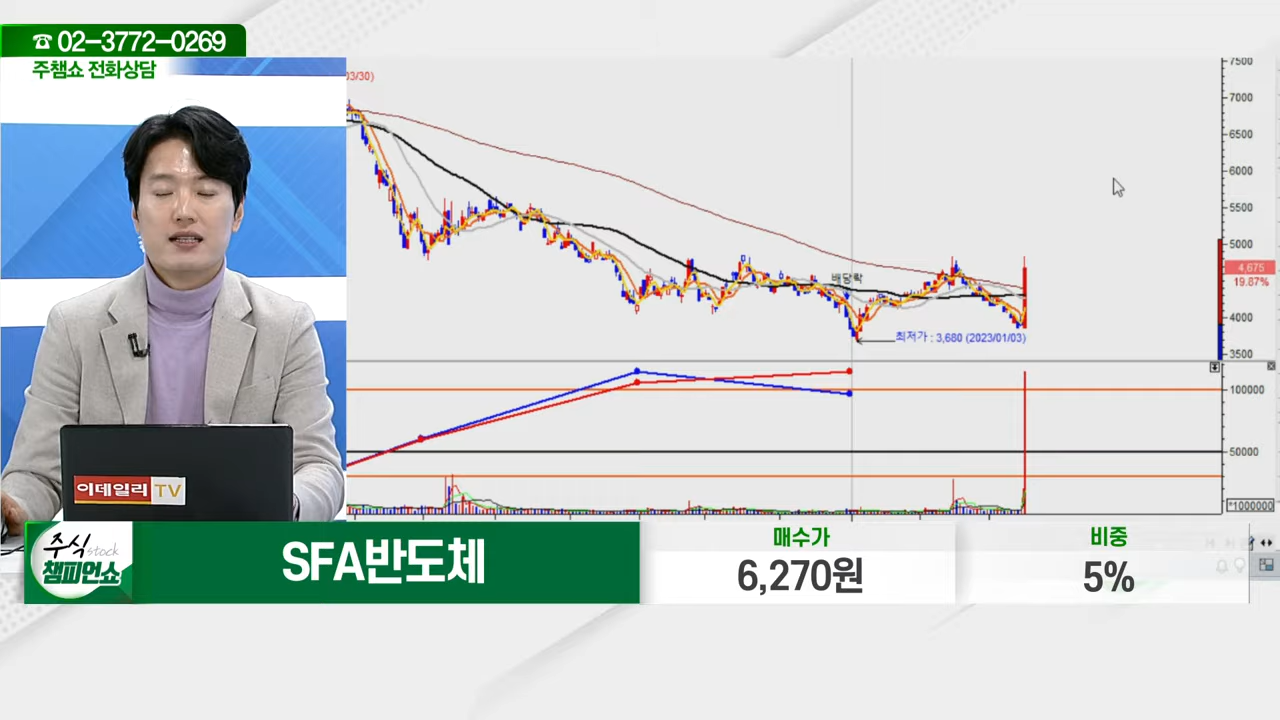 ☎ 02-3772-0269
주챔쇼 전화상담
03/30)
7500
7000
6500
6000
5500
5000
4,675
19.87%
4000
3500
배당락
최저가 : 3,680 (2023/01/03)
100000
50000
*1000000
이데일리 TV
주식 stock
챔피언쇼
SFA반도체
매수가
6,270원
비중
5%